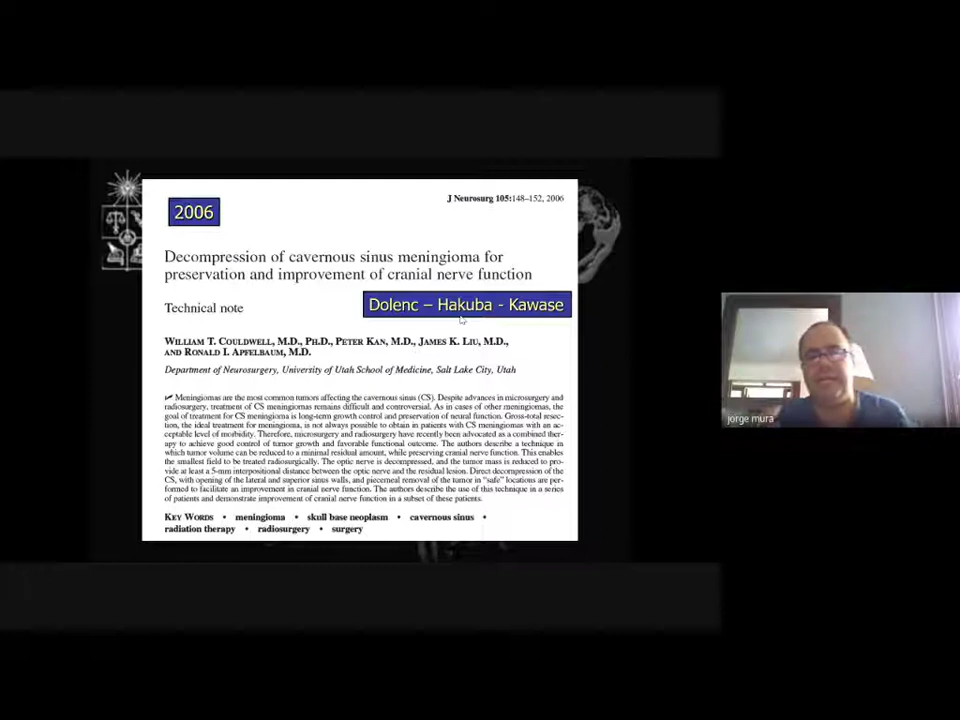 2006
J Neurosurg 105:148–152, 2006
Decompression of cavernous sinus meningioma for
preservation and improvement of cranial nerve function
Technical note
Dolenc – Hakuba - Kawase
WILLIAM T. COULDWELL, M.D., PH.D., PETER KAN, M.D., JAMES K. LIU, M.D.,
AND RONALD I. APFELBAUM, M.D.
Department of Neurosurgery, University of Utah School of Medicine, Salt Lake City, Utah
✓ Meningiomas are the most common tumors affecting the cavernous sinus (CS). Despite advances in microsurgery and
radiosurgery, treatment of CS meningiomas remains difficult and controversial. As in cases of other meningiomas, the
goal of treatment for CS meningioma is long-term growth control and preservation of neural function. Gross-total resec-
tion, the ideal treatment for meningioma, is not always possible to obtain in patients with CS meningiomas with an ac-
ceptable level of morbidity. Therefore, microsurgery and radiosurgery have recently been advocated as a combined ther-
apy to achieve good control of tumor growth and favorable functional outcome. The authors describe a technique in
which tumor volume can be reduced to a minimal residual amount, while preserving cranial nerve function. This enables
the smallest field to be treated radiosurgically. The optic nerve is decompressed, and the tumor mass is reduced to pro-
vide at least a 5-mm interpositional distance between the optic nerve and the residual lesion. Direct decompression of the
CS, with opening of the lateral and superior sinus walls, and piecemeal removal of the tumor in "safe" locations are per-
formed to facilitate an improvement in cranial nerve function. The authors describe the use of this technique in a series
of patients and demonstrate improvement of cranial nerve function in a subset of these patients.
KEY WORDS • meningioma • skull base neoplasm • cavernous sinus •
radiation therapy • radiosurgery • surgery
jorge mura